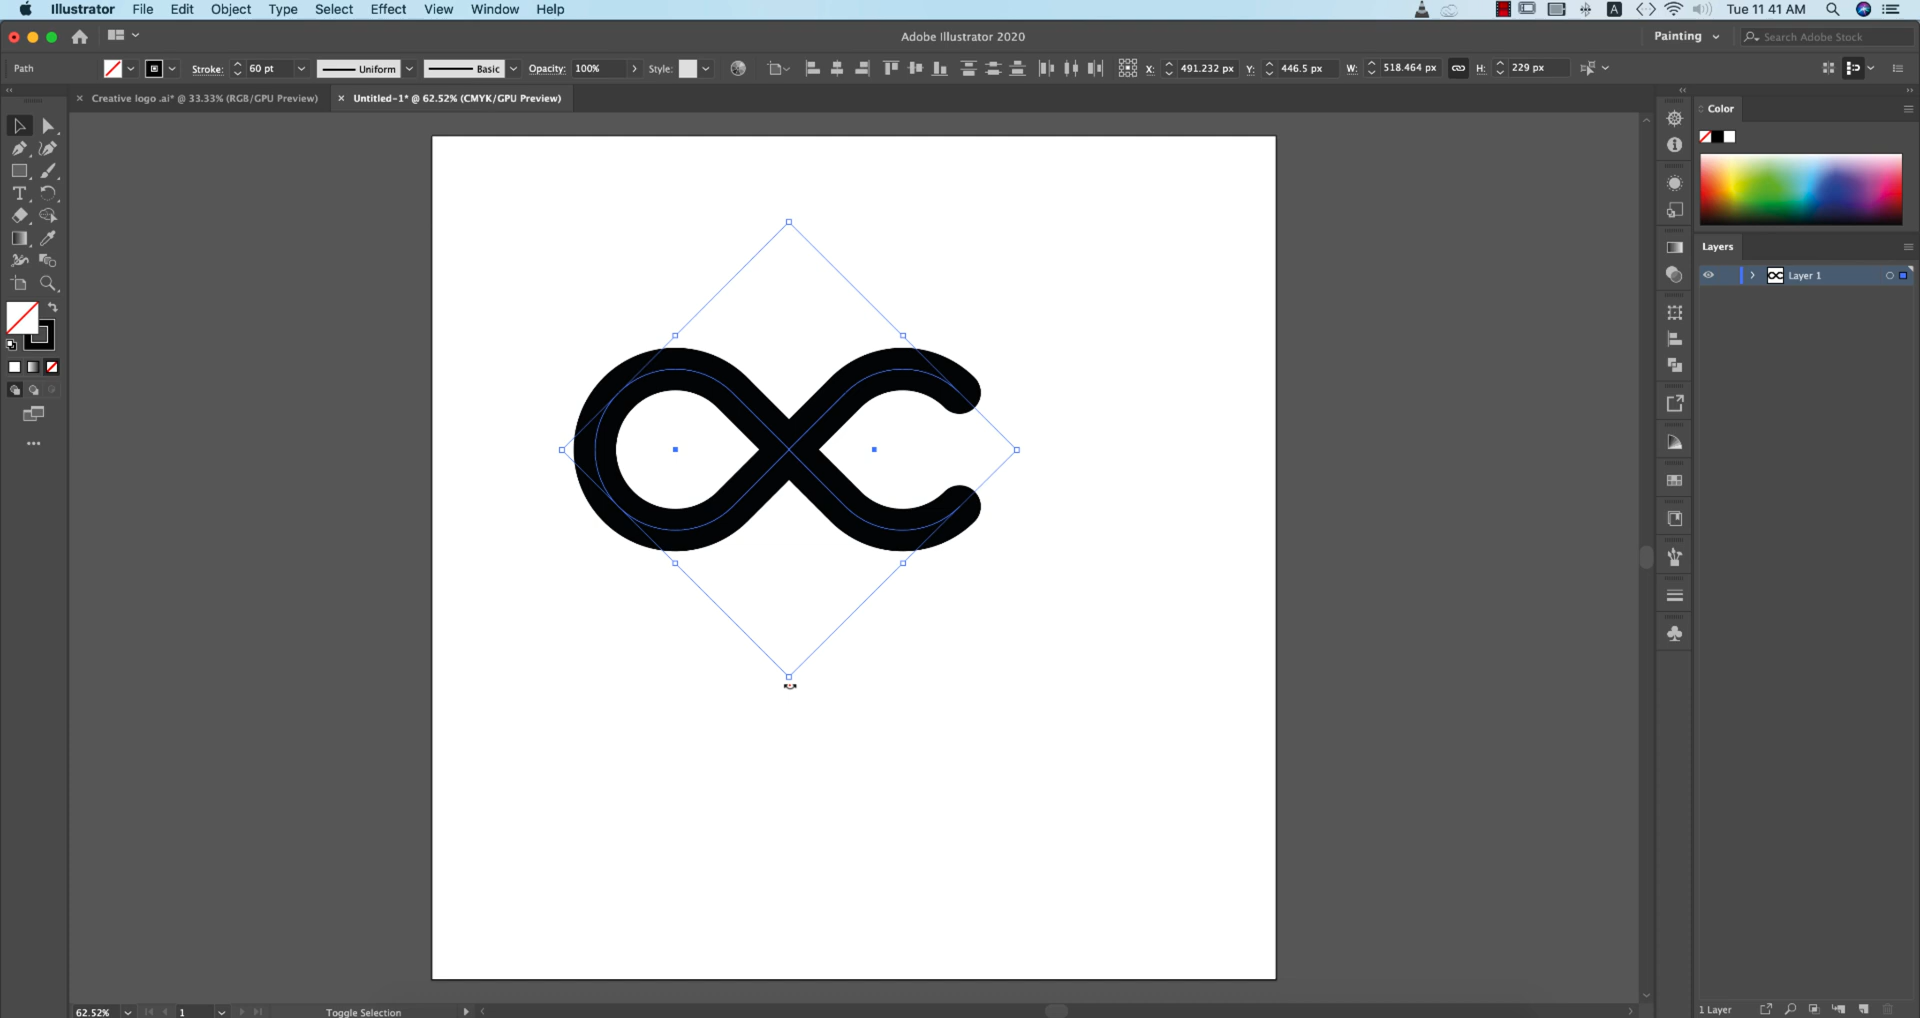 Illustrator File Edit Object Type Select Effect View Window Help A Tue 11 41 AM
Adobe Illustrator 2020 Painting Search Adobe Stock
Path Stroke: 60 pt Uniform Basic Opacity: 100% Style: X: 491.232 px Y: 446.5 px W: 518.464 px H: 229 px
Creative logo .ai* @ 33.33% (RGB/GPU Preview) Untitled-1* @ 62.52% (CMYK/GPU Preview)
Color
Layers
Layer 1
62.52% 1 Toggle Selection 1 Layer